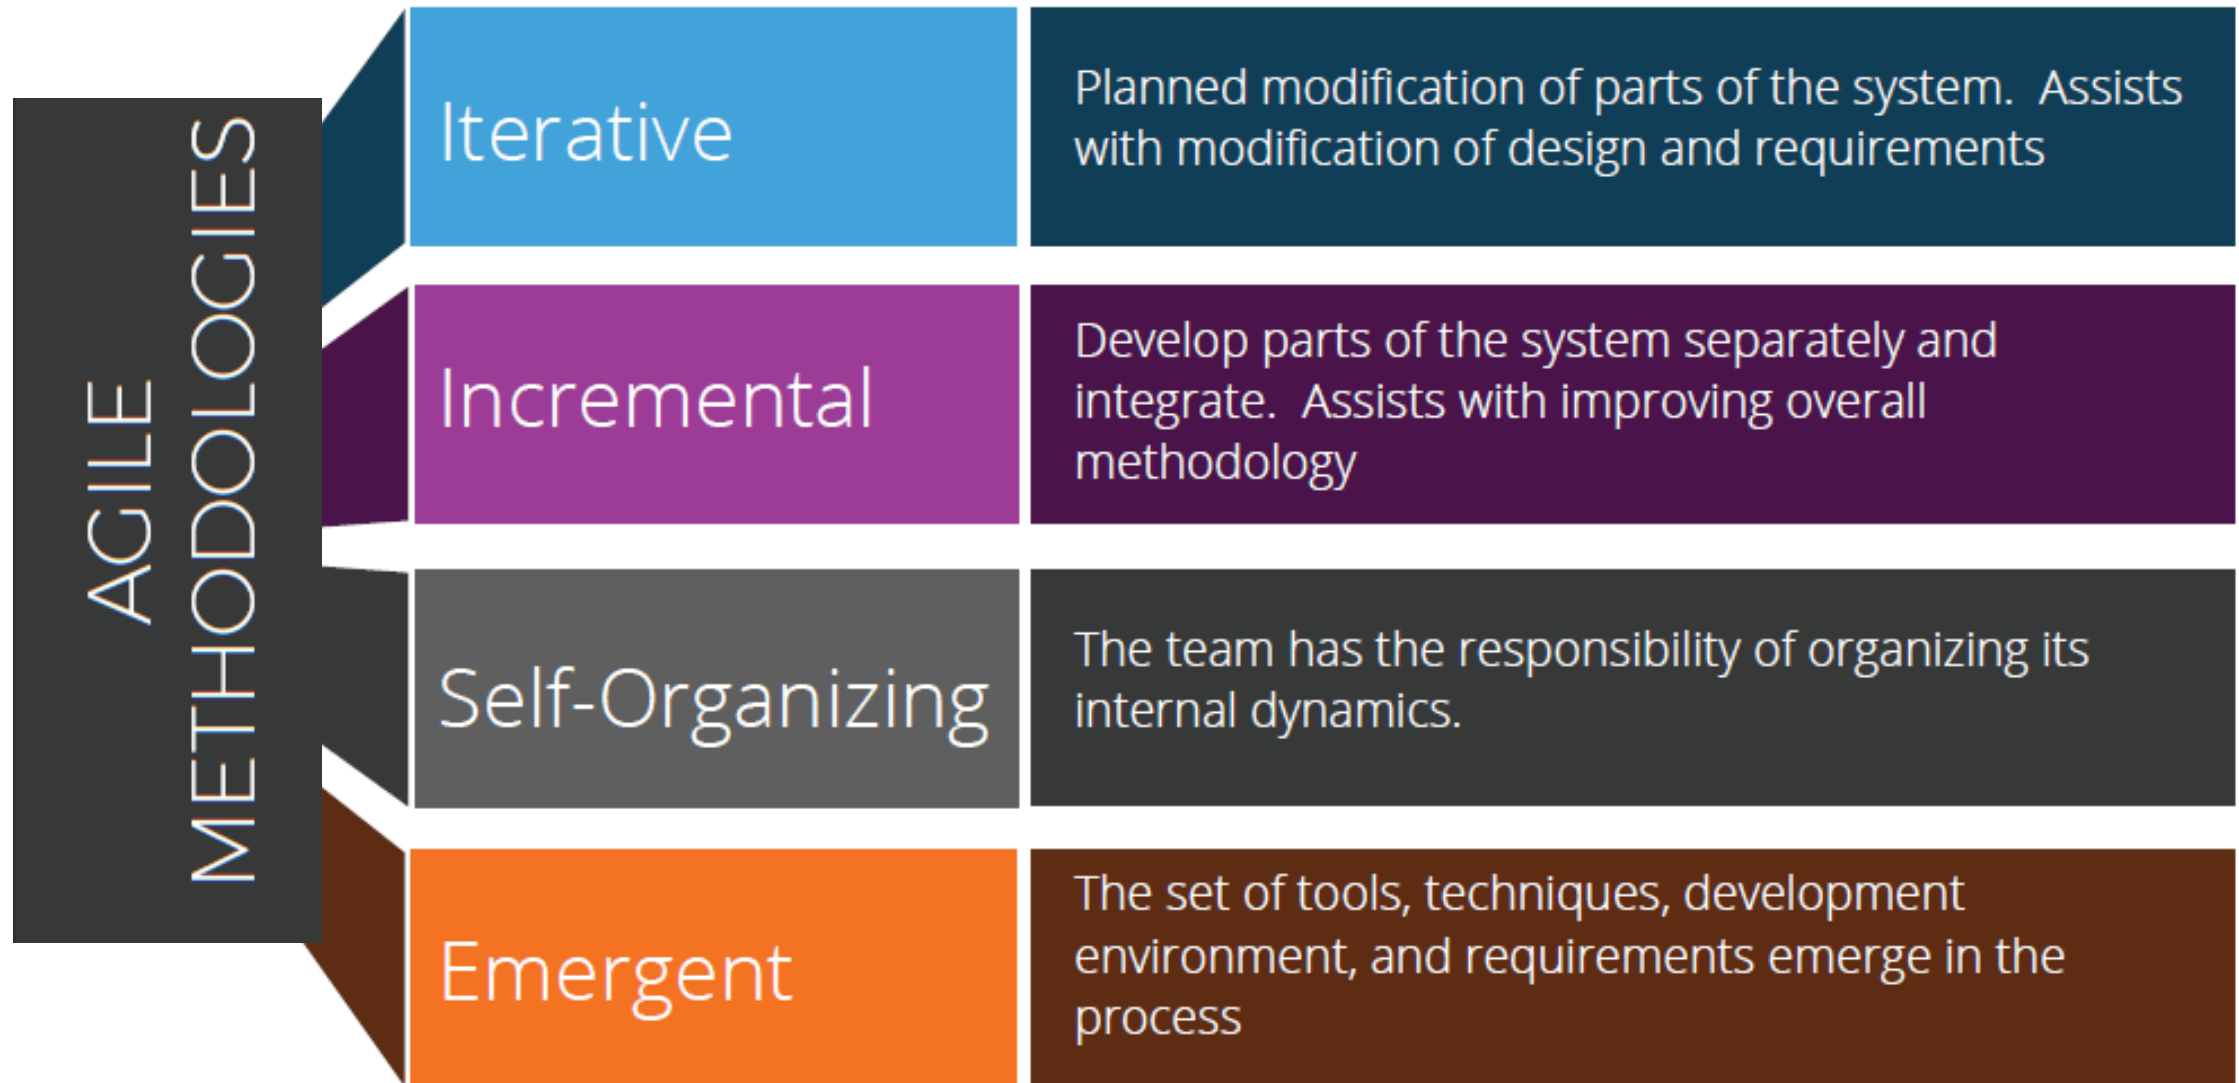 AGILE
METHODOLOGIES
Iterative
Planned modification of parts of the system.  Assists
with modification of design and requirements
Incremental
Develop parts of the system separately and
integrate.  Assists with improving overall
methodology
Self-Organizing
The team has the responsibility of organizing its
internal dynamics.
Emergent
The set of tools, techniques, development
environment, and requirements emerge in the
process